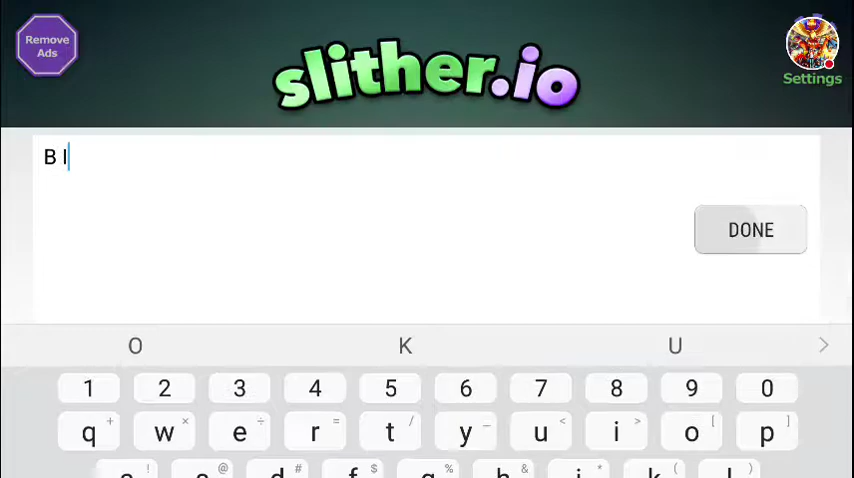 Remove
Ads
slither.io
Settings
B I
DONE
O K U >
1 2 3 4 5 6 7 8 9 0
q + w × e ÷ r = t / y _ u < i > o [ p ]
! @ # $ % ^ & * ( )